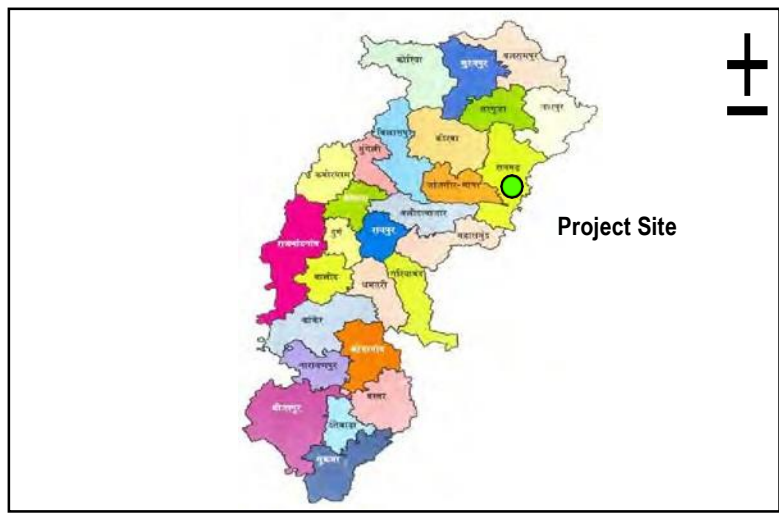 कोरिया
सुरजपुर
बलरामपुर
सरगुजा
जशपुर
बिलासपुर
कोरबा
मुंगेली
रायगढ़
कबीरधाम
जांजगीर-चांपा
बलौदाबाजार
Project Site
राजनांदगांव
दुर्ग
रायपुर
महासमुंद
बालोद
धमतरी
गरियाबंद
कांकेर
कोंडागांव
नारायणपुर
बस्तर
बीजापुर
दंतेवाड़ा
सुकमा